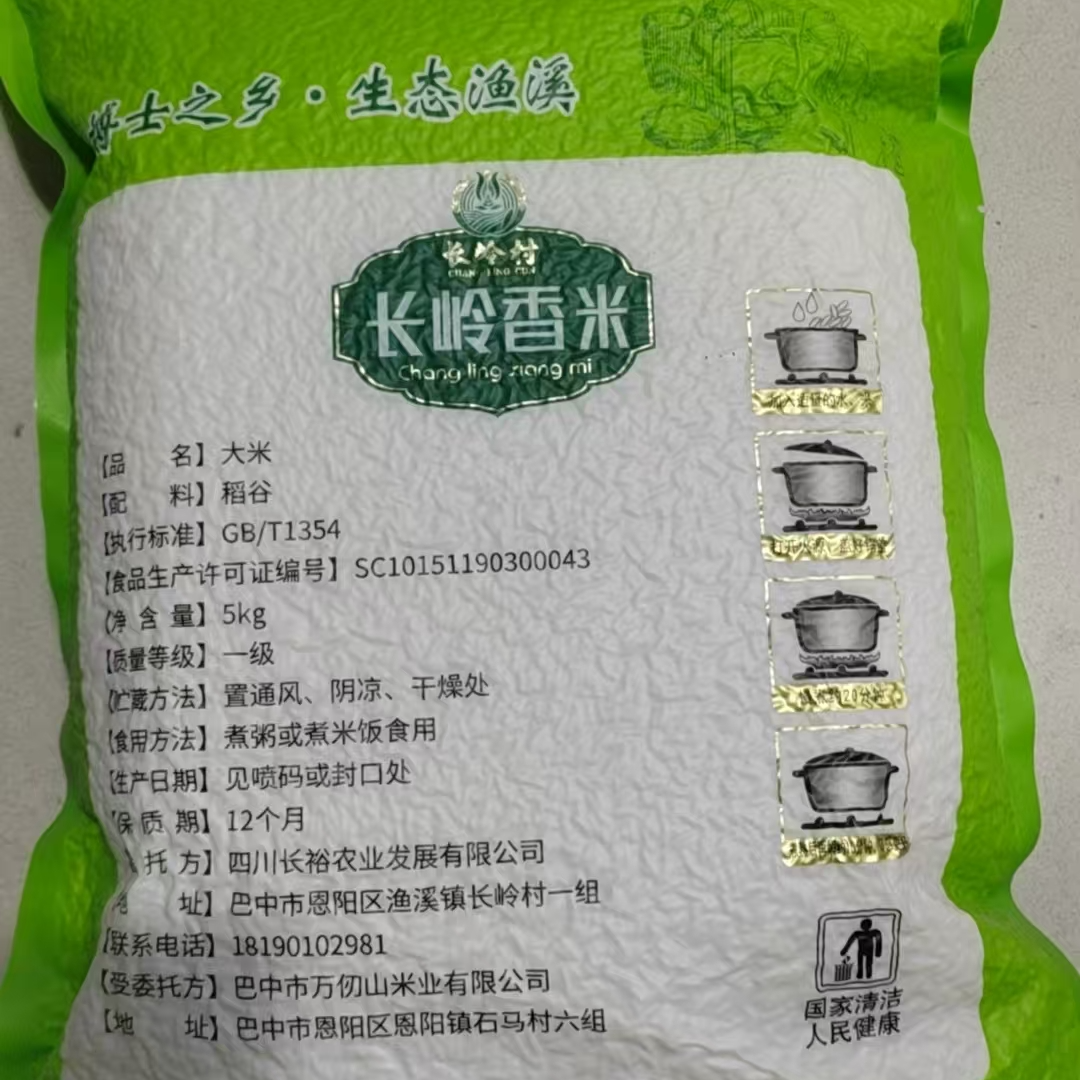 博士之乡·生态渔溪
长岭村
CHANG LING CUN
长岭香米
Chang ling xiang mi
【品 名】大米
【配 料】稻谷
【执行标准】GB/T1354
【食品生产许可证编号】SC10151190300043
【净 含 量】5kg
【质量等级】一级
【贮藏方法】置通风、阴凉、干燥处
【食用方法】煮粥或煮米饭食用
【生产日期】见喷码或封口处
【保 质 期】12个月
托 方】四川长裕农业发展有限公司
地 址】巴中市恩阳区渔溪镇长岭村一组
【联系电话】18190102981
【受委托方】巴中市万仞山米业有限公司
【地 址】巴中市恩阳区恩阳镇石马村六组
国家清洁
人民健康